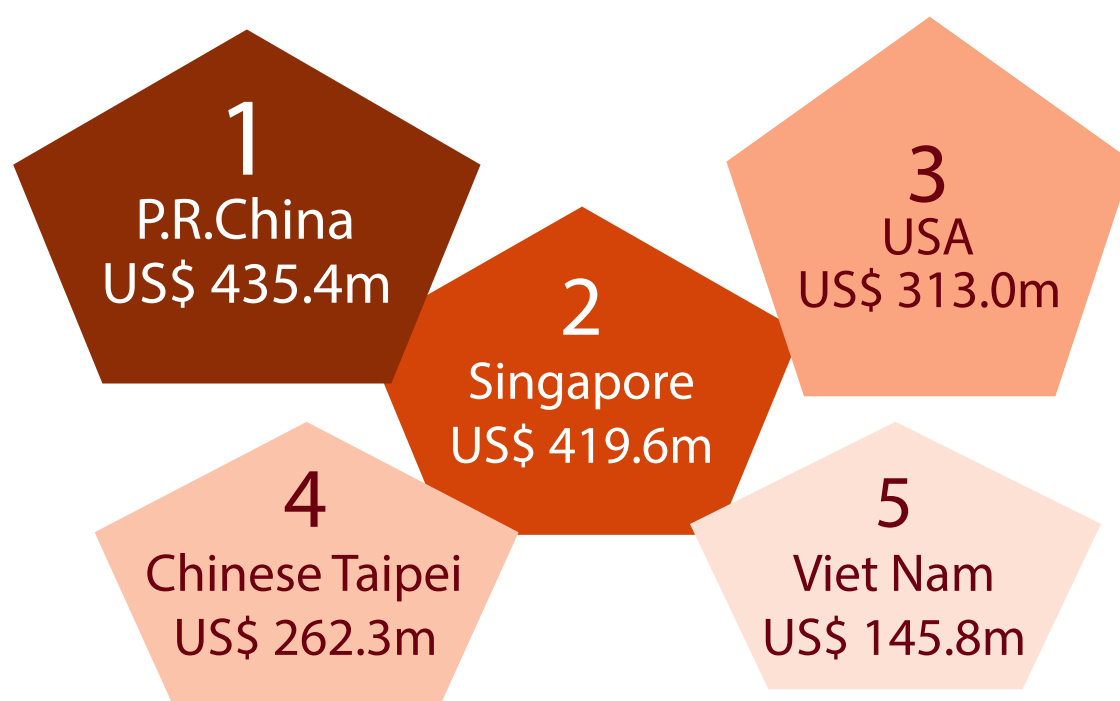 1
P.R.China
US$ 435.4m
2
Singapore
US$ 419.6m
3
USA
US$ 313.0m
4
Chinese Taipei
US$ 262.3m
5
Viet Nam
US$ 145.8m